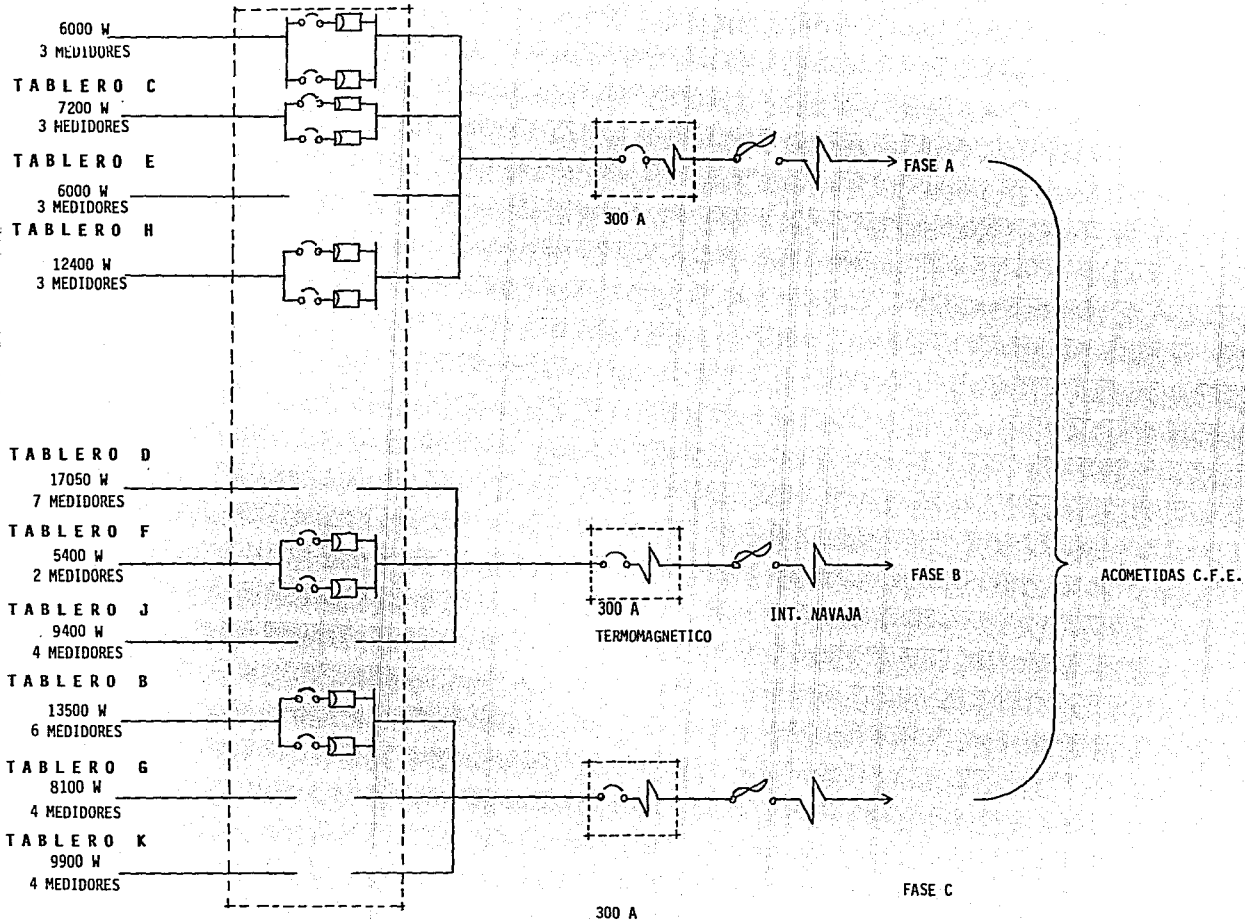 6000 W
3 MEDIDORES
TABLERO C
7200 W
3 MEDIDORES
TABLERO E
6000 W
3 MEDIDORES
TABLERO H
12400 W
3 MEDIDORES
300 A
FASE A
TABLERO D
17050 W
7 MEDIDORES
TABLERO F
5400 W
2 MEDIDORES
TABLERO J
9400 W
4 MEDIDORES
300 A
TERMOMAGNETICO
INT. NAVAJA
FASE B
ACOMETIDAS C.F.E.
TABLERO B
13500 W
6 MEDIDORES
TABLERO G
8100 W
4 MEDIDORES
TABLERO K
9900 W
4 MEDIDORES
300 A
FASE C